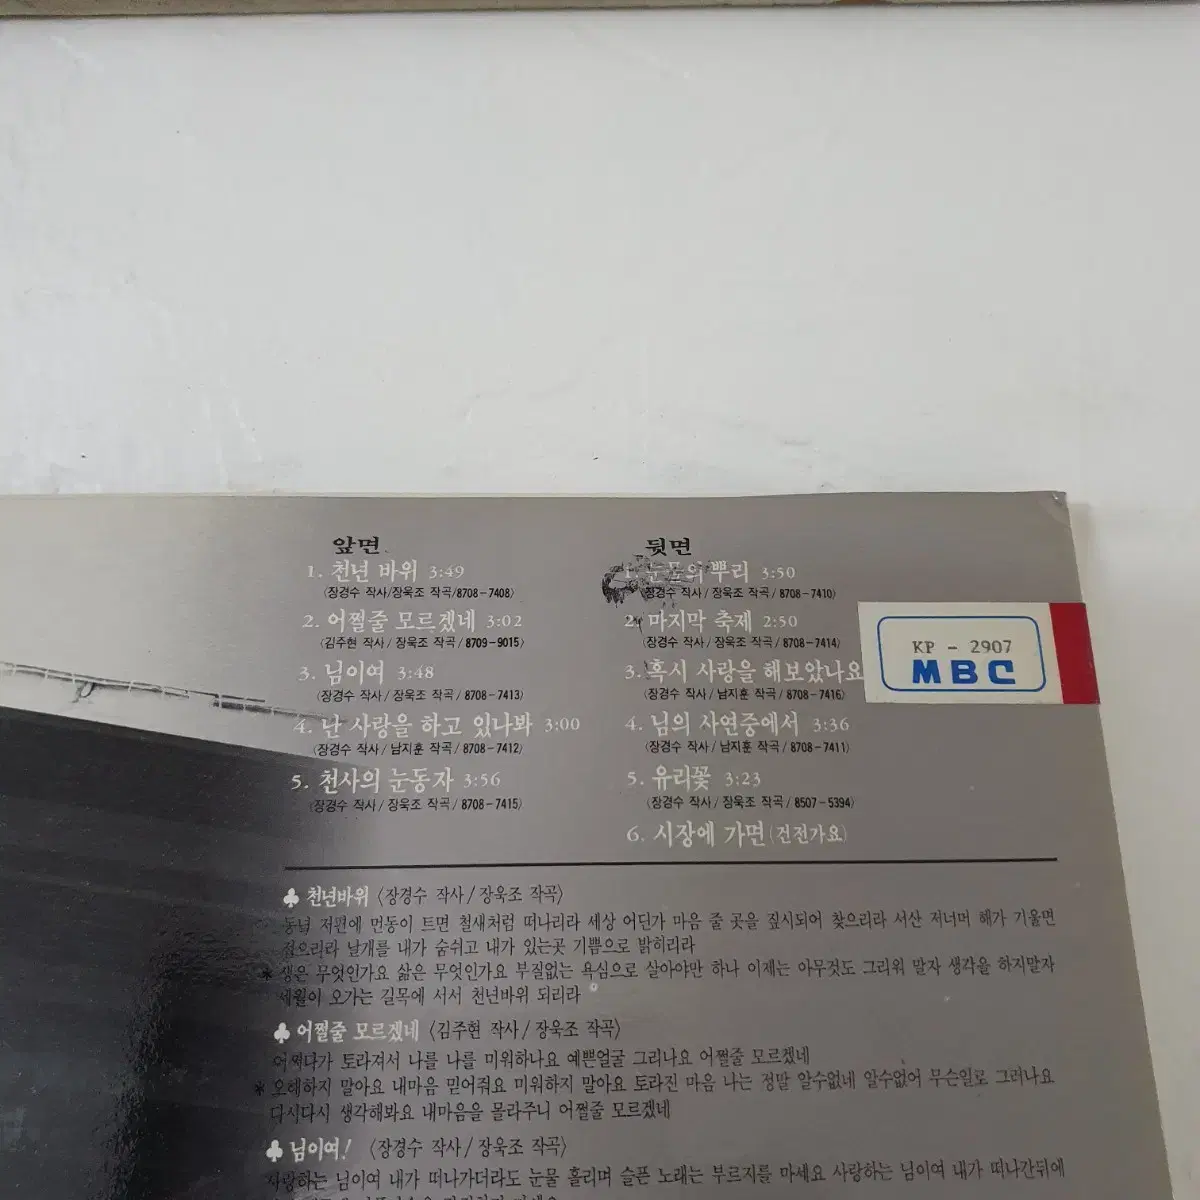 앞면
1. 천년 바위 3:49
(장경수 작사/장욱조 작곡/8708-7408)
2. 어쩔줄 모르겠네 3:02
(김주현 작사/장욱조 작곡/8709-9015)
3. 님이여 3:48
(장경수 작사/장욱조 작곡/8708-7413)
4. 난 사랑을 하고 있나봐 3:00
(장경수 작사/남지훈 작곡/8708-7412)
5. 천사의 눈동자 3:56
(장경수 작사/장욱조 작곡/8708-7415)
뒷면
1. 눈물의 뿌리 3:50
장경수 작사/장욱조 작곡/8708-7410)
2. 마지막 축제 2:50
(장경수 작사/장욱조 작곡/8708-7414)
3. 혹시 사랑을 해보았나요
(장경수 작사/남지훈 작곡/8708-7416)
4. 님의 사연중에서 3:36
(장경수 작사/남지훈 작곡/8708-7411)
5. 유리꽃 3:23
(장경수 작사/장욱조 작곡/8507-5394)
6. 시장에 가면(건전가요)
KP - 2907
MBC
♣ 천년바위 〈장경수 작사/장욱조 작곡〉
동녘 저편에 먼동이 트면 철새처럼 떠나리라 세상 어딘가 마음 줄 곳을 짚시되어 찾으리라 서산 저너머 해가 기울면
접으리라 날개를 내가 숨쉬고 내가 있는곳 기쁨으로 밝히리라
* 생은 무엇인가요 삶은 무엇인가요 부질없는 욕심으로 살아야만 하나 이제는 아무것도 그리워 말자 생각을 하지말자
세월이 오가는 길목에 서서 천년바위 되리라
♣ 어쩔줄 모르겠네 〈김주현 작사/장욱조 작곡〉
어쩌다가 토라져서 나를 나를 미워하나요 예쁜얼굴 그리나요 어쩔줄 모르겠네
* 오해하지 말아요 내마음 믿어줘요 미워하지 말아요 토라진 마음 나는 정말 알수없네 알수없어 무슨일로 그러나요
다시다시 생각해봐요 내마음을 몰라주니 어쩔줄 모르겠네
♣ 님이여! 〈장경수 작사/장욱조 작곡〉
사랑하는 님이여 내가 떠나가더라도 눈물 흘리며 슬픈 노래는 부르지를 마세요 사랑하는 님이여 내가 떠나간뒤에